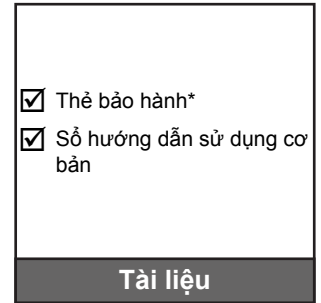 Thẻ bảo hành*
Sổ hướng dẫn sử dụng cơ
bản
Tài liệu